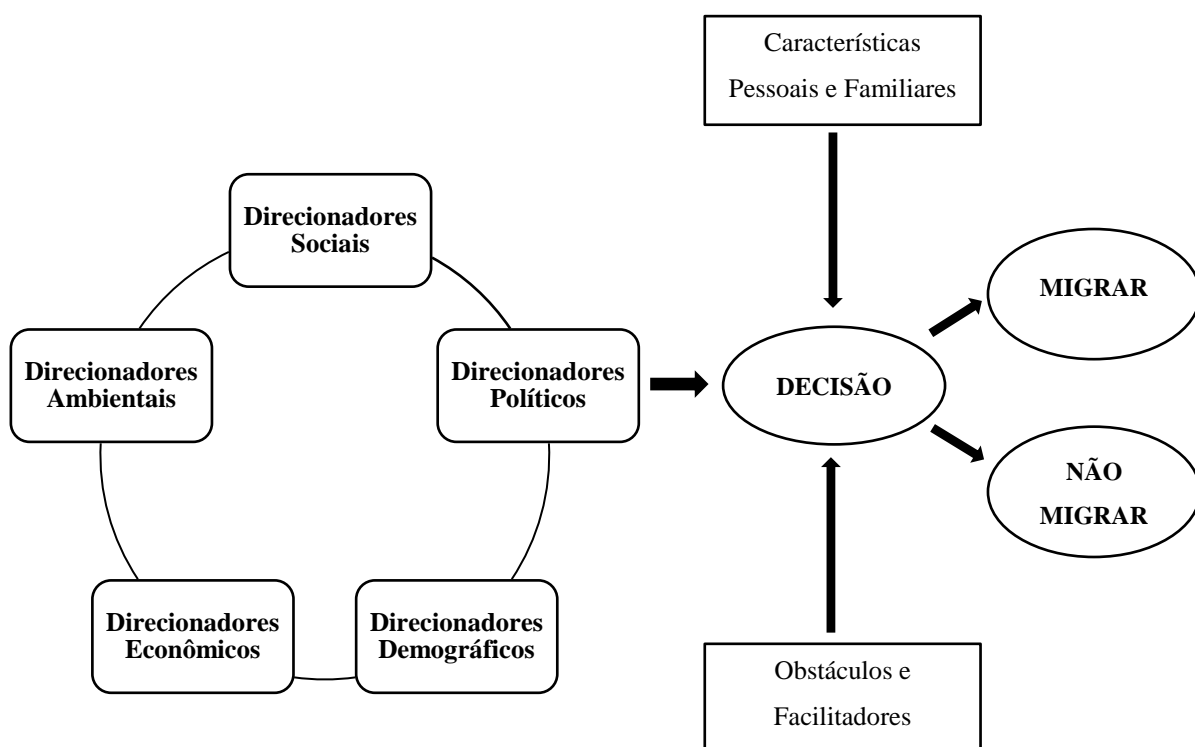 Características
Pessoais e Familiares
Direcionadores
Sociais
Direcionadores
Ambientais
Direcionadores
Políticos
Direcionadores
Econômicos
Direcionadores
Demográficos
DECISÃO
MIGRAR
NÃO
MIGRAR
Obstáculos e
Facilitadores